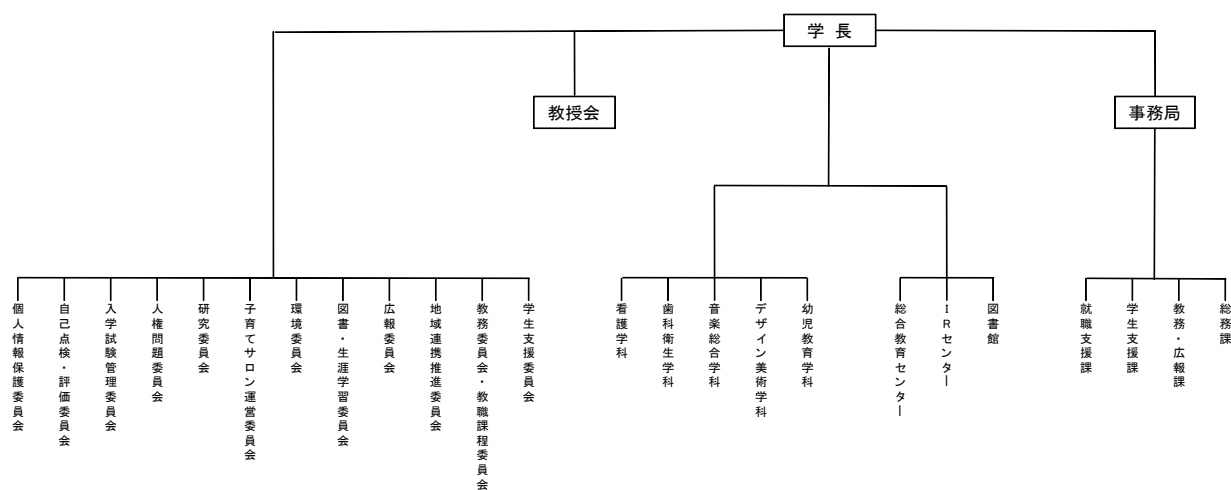 学 長
教授会
事務局
個人情報保護委員会
自己点検・評価委員会
入学試験管理委員会
人権問題委員会
研究委員会
子育てサロン運営委員会
環境委員会
図書・生涯学習委員会
広報委員会
地域連携推進委員会
教務委員会・教職課程委員会
学生支援委員会
看護学科
歯科衛生学科
音楽総合学科
デザイン美術学科
幼児教育学科
総合教育センター
IRセンター
図書館
就職支援課
学生支援課
教務・広報課
総務課